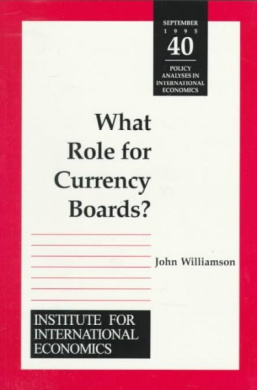 SEPTEMBER
1995
40
POLICY
ANALYSES IN
INTERNATIONAL
ECONOMICS
What
Role for
Currency
Boards?
John Williamson
INSTITUTE FOR
INTERNATIONAL
ECONOMICS